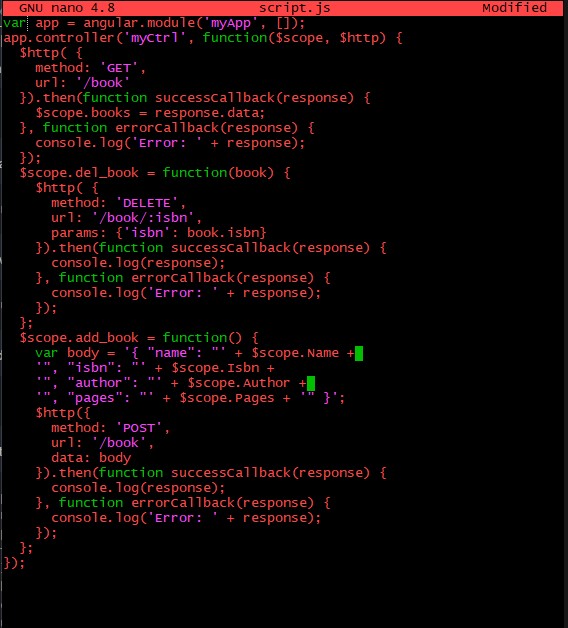 GNU nano 4.8 script.js Modified
var app = angular.module('myApp', []);
app.controller('myCtrl', function($scope, $http) {
  $http( {
    method: 'GET',
    url: '/book'
  }).then(function successCallback(response) {
    $scope.books = response.data;
  }, function errorCallback(response) {
    console.log('Error: ' + response);
  });
  $scope.del_book = function(book) {
    $http( {
      method: 'DELETE',
      url: '/book/:isbn',
      params: {'isbn': book.isbn}
    }).then(function successCallback(response) {
      console.log(response);
    }, function errorCallback(response) {
      console.log('Error: ' + response);
    });
  };
  $scope.add_book = function() {
    var body = '{ "name": "' + $scope.Name +
    '", "isbn": "' + $scope.Isbn +
    '", "author": "' + $scope.Author +
    '", "pages": "' + $scope.Pages + '" }';
    $http({
      method: 'POST',
      url: '/book',
      data: body
    }).then(function successCallback(response) {
      console.log(response);
    }, function errorCallback(response) {
      console.log('Error: ' + response);
    });
  };
});